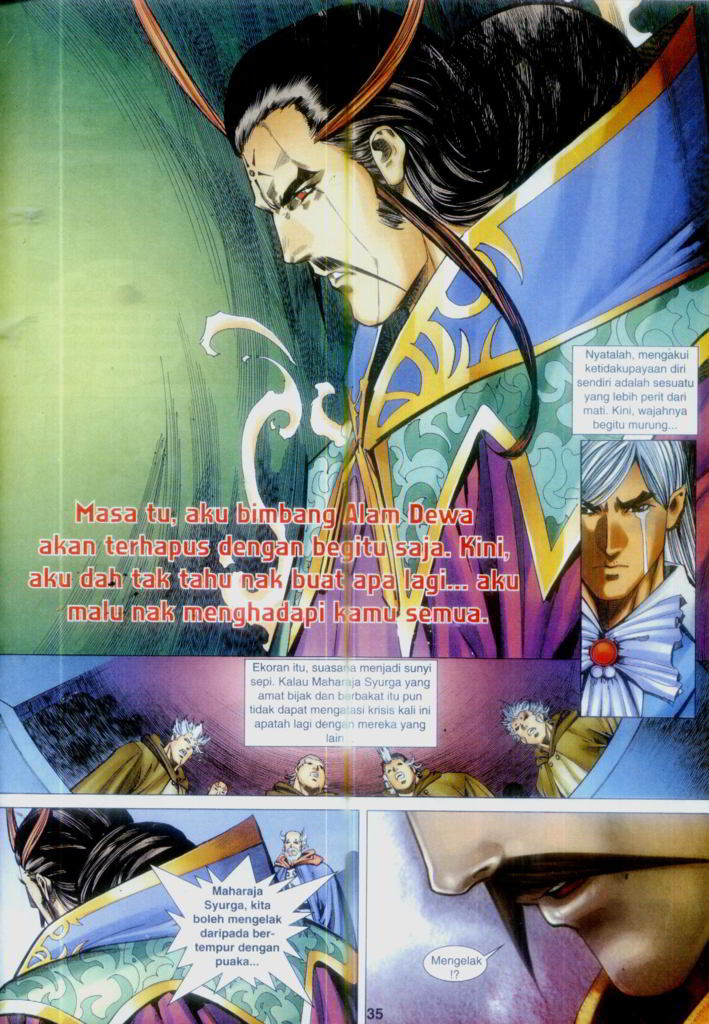 Nyatalah, mengakui
ketidakupayaan diri
sendiri adalah sesuatu
yang lebih perit dari
mati. Kini, wajahnya
begitu murung...
Masa tu, aku bimbang Alam Dewa
akan terhapus dengan begitu saja. Kini,
aku dah tak tahu nak buat apa lagi... aku
malu nak menghadapi kamu semua.
Ekoran itu, suasana menjadi sunyi
sepi. Kalau Maharaja Syurga yang
amat bijak dan berbakat itu pun
tidak dapat mengatasi krisis kali ini
apatah lagi dengan mereka yang
lain...
Maharaja
Syurga, kita
boleh mengelak
daripada ber-
tempur dengan
puaka...
Mengelak
!?
35